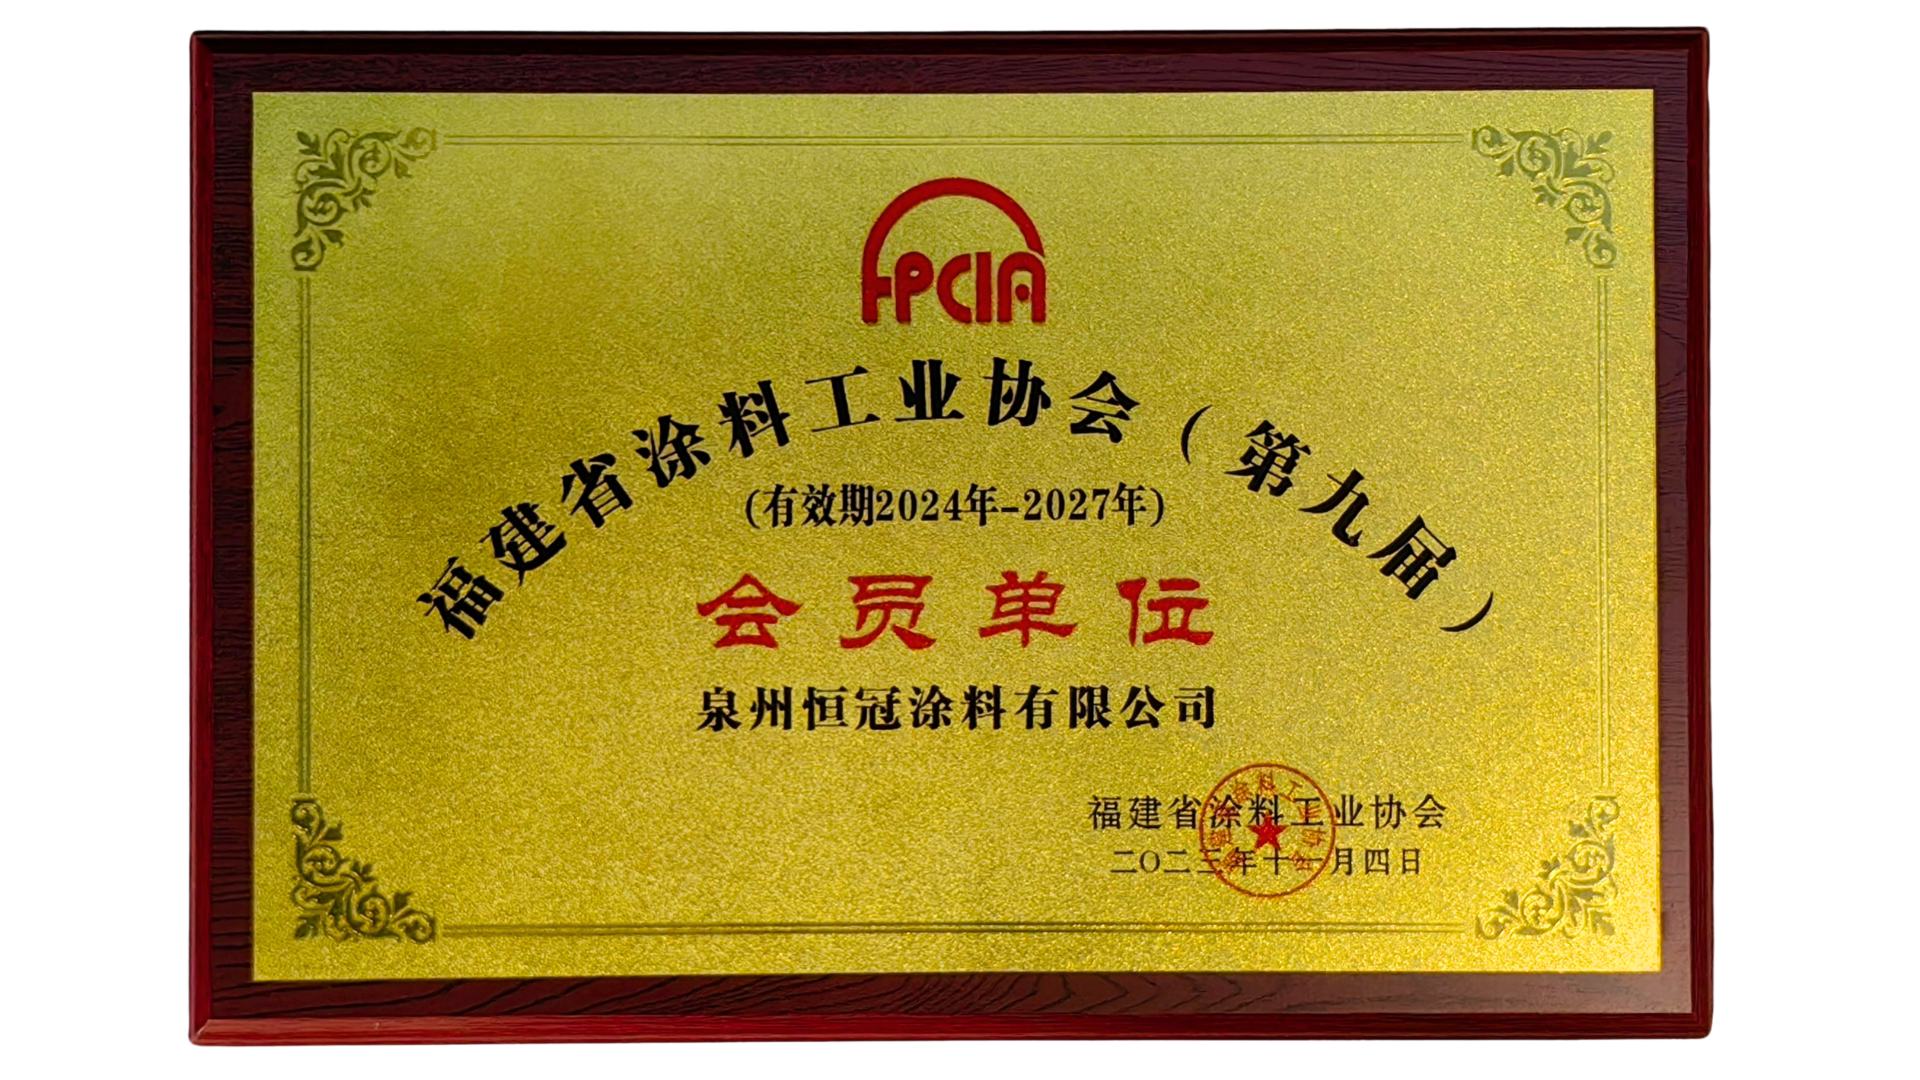 FPCIA
福建省涂料工业协会（第九届）
(有效期2024年-2027年)
会员单位
泉州恒冠涂料有限公司
福建省涂料工业协会
二〇二三年十一月四日